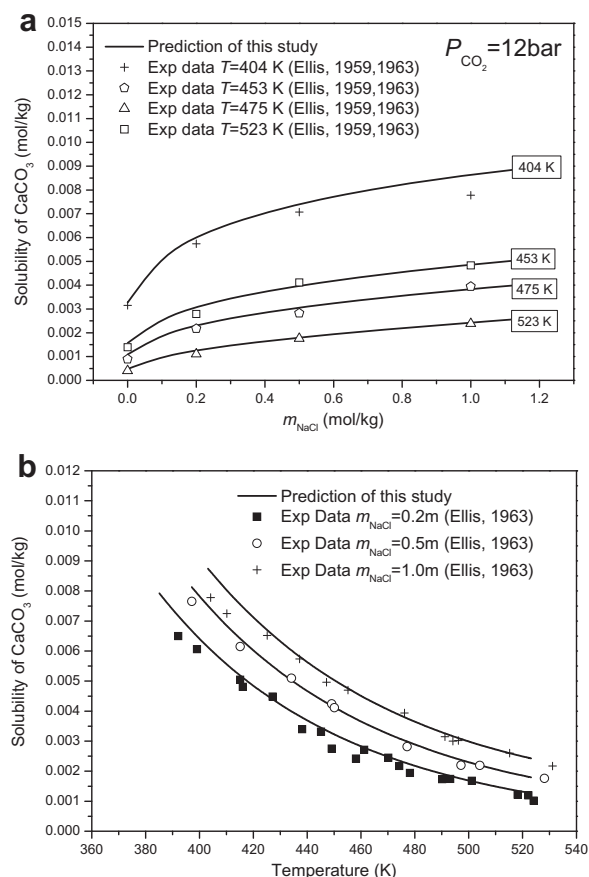 a
0.015
0.014
0.013
0.012
0.011
0.010
0.009
0.008
0.007
0.006
0.005
0.004
0.003
0.002
0.001
0.000
Solubility of CaCO₃ (mol/kg)
Prediction of this study
Exp data T=404 K (Ellis, 1959,1963)
Exp data T=453 K (Ellis, 1959,1963)
Exp data T=475 K (Ellis, 1959,1963)
Exp data T=523 K (Ellis, 1959,1963)
P_CO₂=12bar
404 K
453 K
475 K
523 K
0.0 0.2 0.4 0.6 0.8 1.0 1.2
m_NaCl (mol/kg)
b
0.012
0.011
0.010
0.009
0.008
0.007
0.006
0.005
0.004
0.003
0.002
0.001
0.000
Solubility of CaCO₃ (mol/kg)
Prediction of this study
Exp Data m_NaCl=0.2m (Ellis, 1963)
Exp Data m_NaCl=0.5m (Ellis, 1963)
Exp Data m_NaCl=1.0m (Ellis, 1963)
360 380 400 420 440 460 480 500 520 540
Temperature (K)